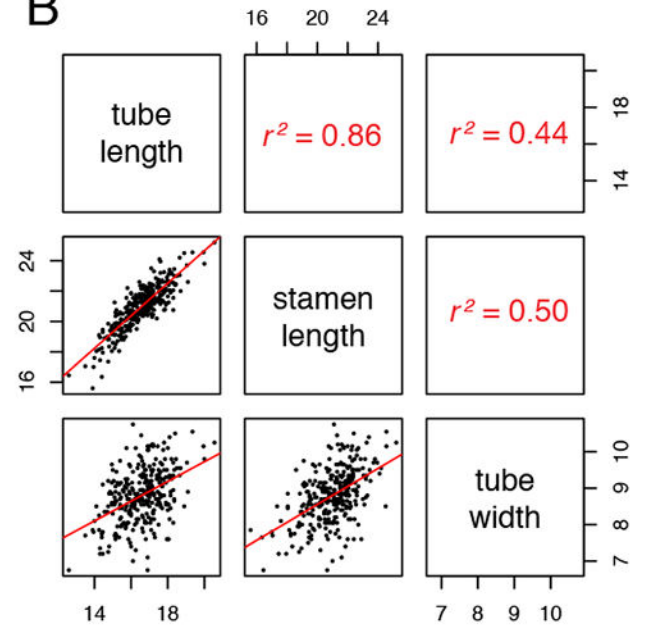 B
16 20 24
tube
length
r² = 0.86
r² = 0.44
18
14
24
20
16
stamen
length
r² = 0.50
tube
width
10
9
8
7
14 18
7 8 9 10